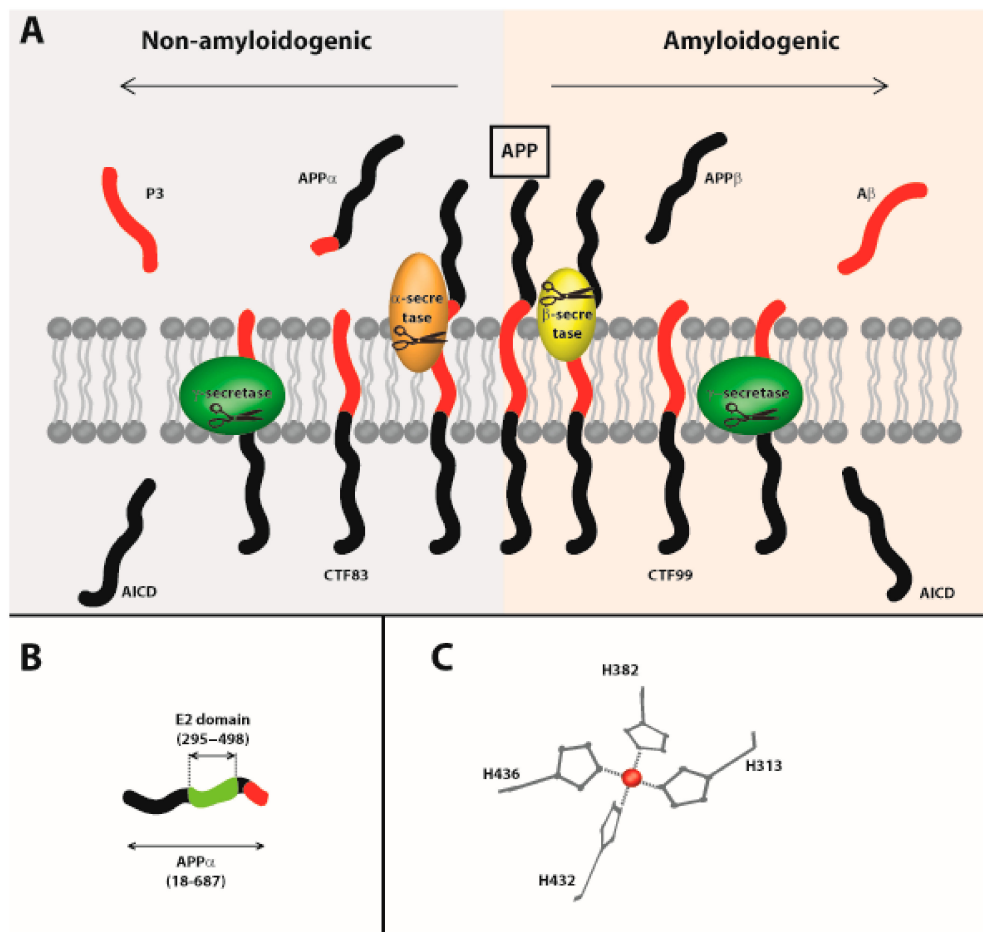 A
Non-amyloidogenic
Amyloidogenic
APP
P3
APPα
APPβ
Aβ
α-secre
tase
β-secre
tase
γ-secretase
γ-secretase
AICD
CTF83
CTF99
AICD
B
E2 domain
(295–498)
APPα
(18-687)
C
H382
H313
H436
H432